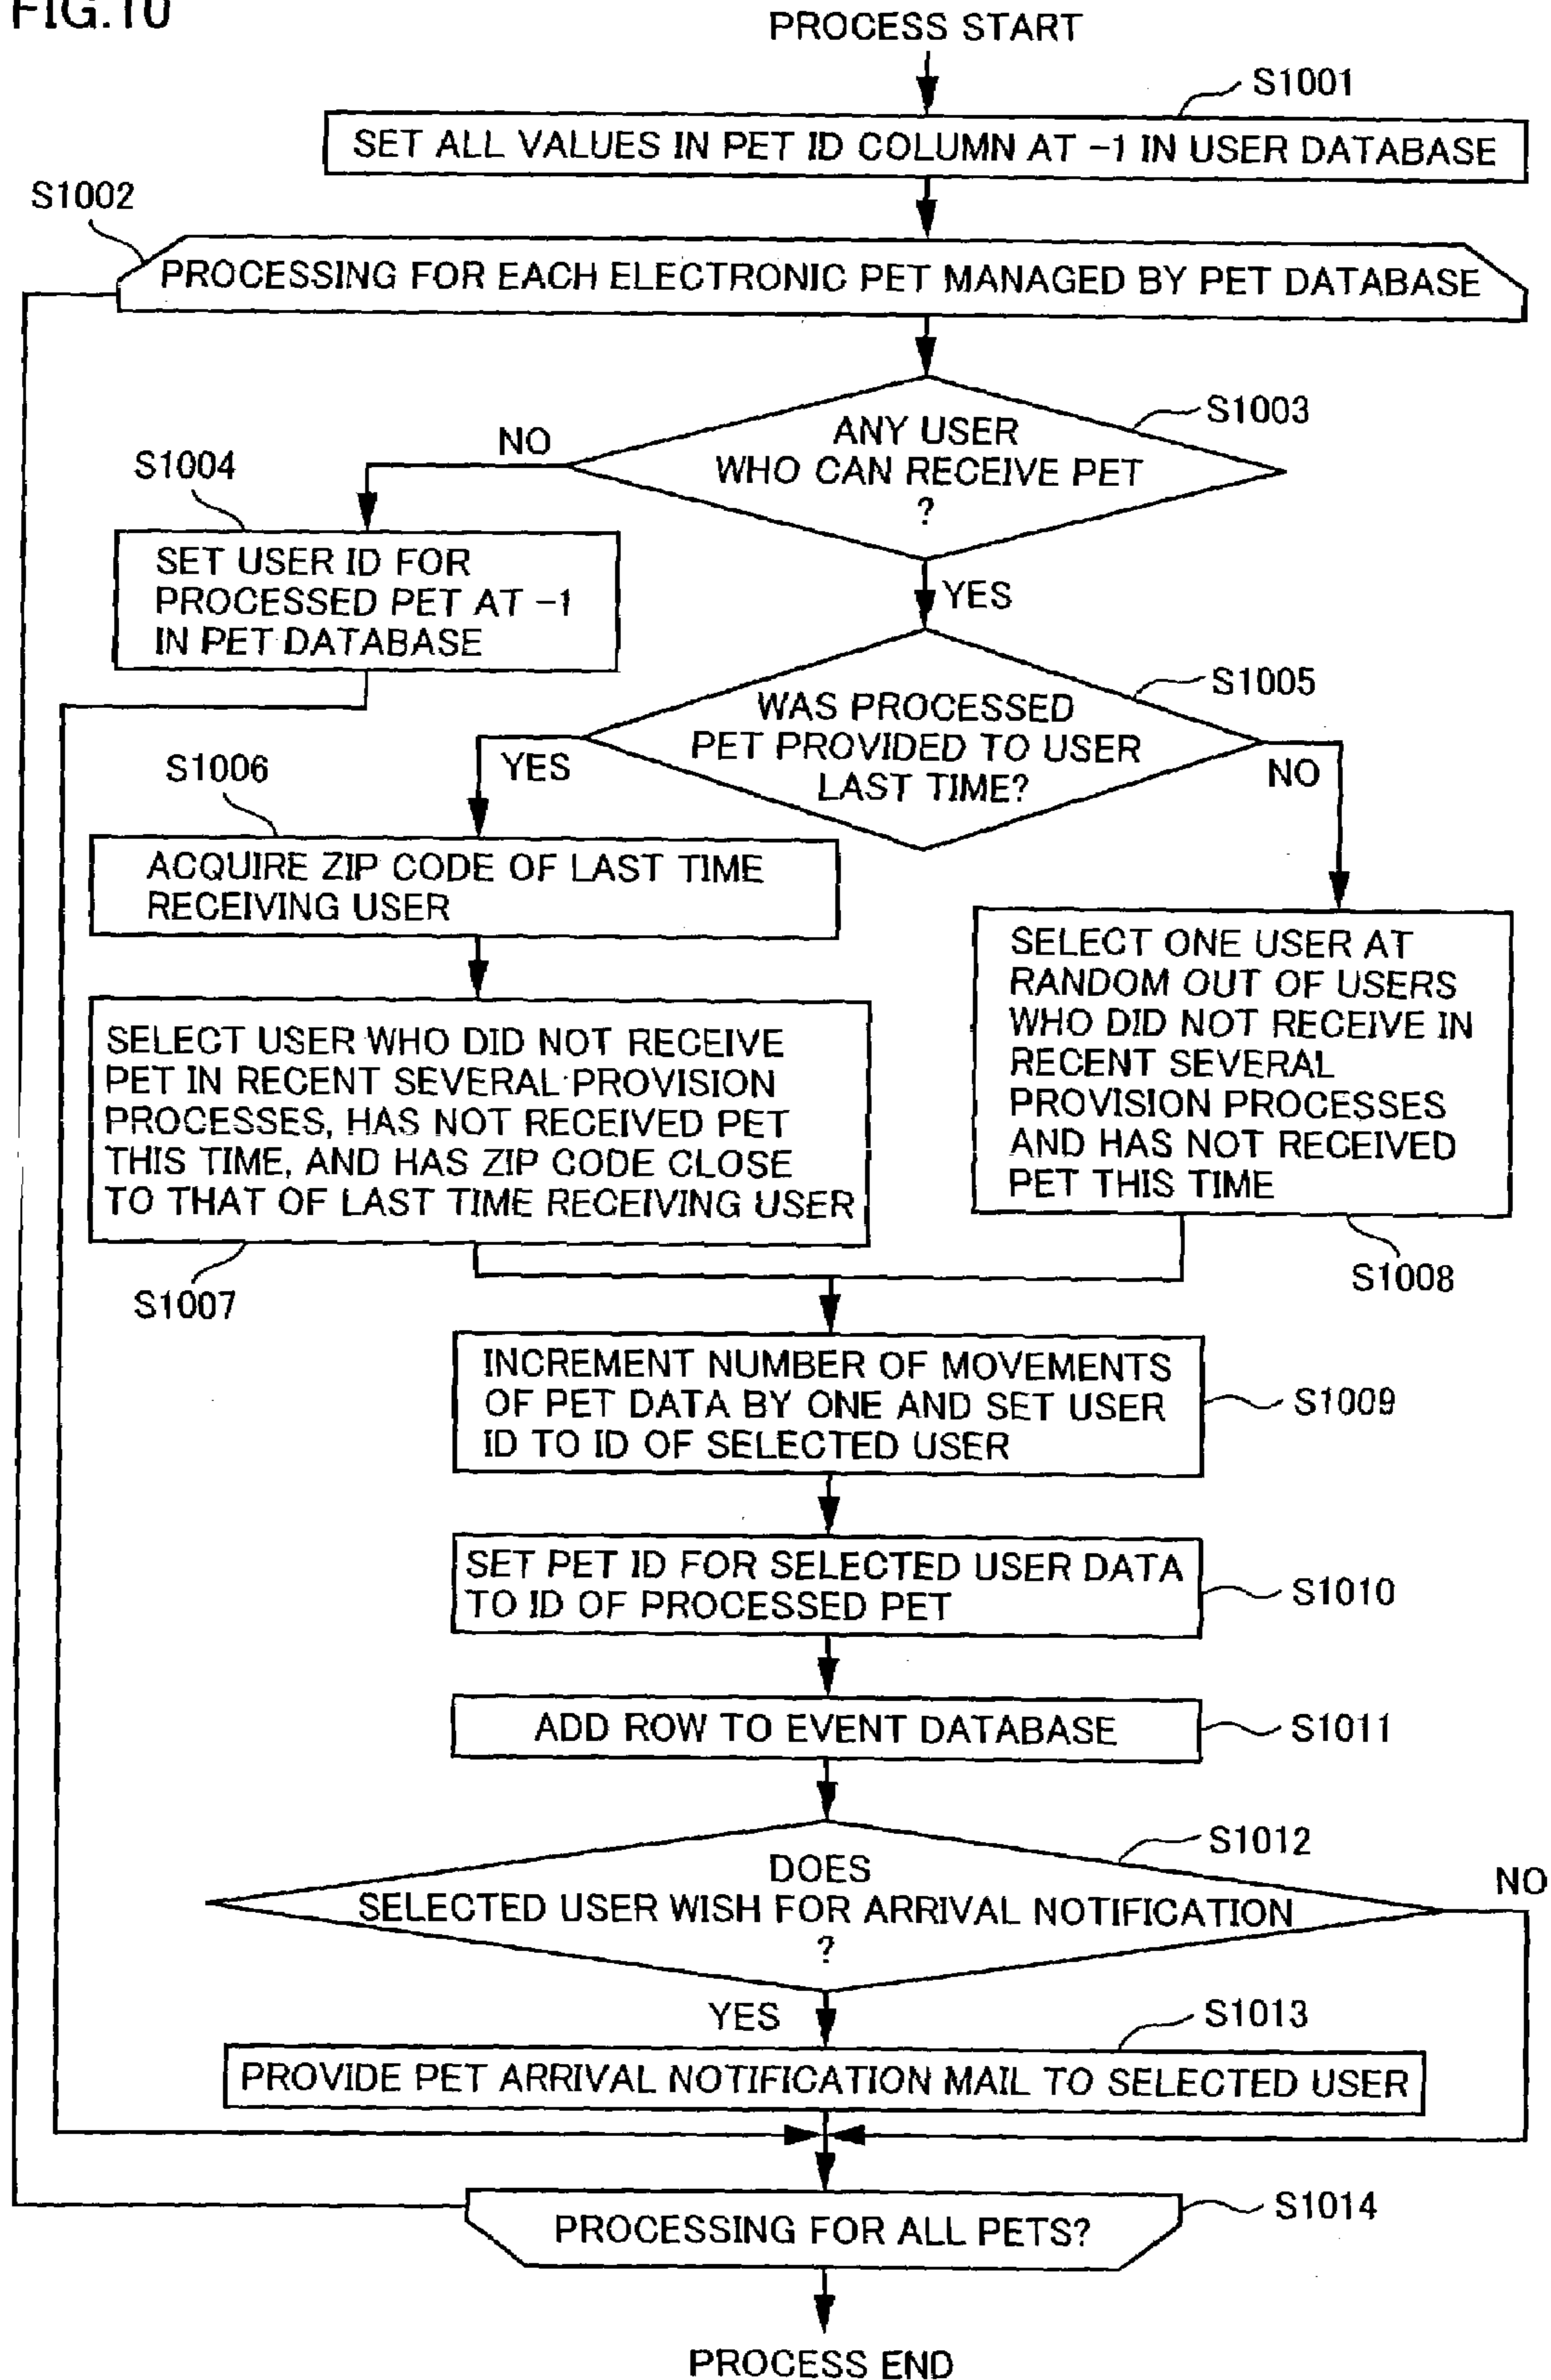 FIG.10
PROCESS START
S1001
SET ALL VALUES IN PET ID COLUMN AT -1 IN USER DATABASE
S1002
PROCESSING FOR EACH ELECTRONIC PET MANAGED BY PET DATABASE
S1003
ANY USER
WHO CAN RECEIVE PET
?
NO
S1004
SET USER ID FOR
PROCESSED PET AT -1
IN PET DATABASE
YES
S1005
WAS PROCESSED
PET PROVIDED TO USER
LAST TIME?
YES
NO
S1006
ACQUIRE ZIP CODE OF LAST TIME
RECEIVING USER
SELECT USER WHO DID NOT RECEIVE
PET IN RECENT SEVERAL PROVISION
PROCESSES, HAS NOT RECEIVED PET
THIS TIME, AND HAS ZIP CODE CLOSE
TO THAT OF LAST TIME RECEIVING USER
S1007
SELECT ONE USER AT
RANDOM OUT OF USERS
WHO DID NOT RECEIVE IN
RECENT SEVERAL
PROVISION PROCESSES
AND HAS NOT RECEIVED
PET THIS TIME
S1008
INCREMENT NUMBER OF MOVEMENTS
OF PET DATA BY ONE AND SET USER
ID TO ID OF SELECTED USER
S1009
SET PET ID FOR SELECTED USER DATA
TO ID OF PROCESSED PET
S1010
ADD ROW TO EVENT DATABASE
S1011
S1012
DOES
SELECTED USER WISH FOR ARRIVAL NOTIFICATION
?
NO
YES
S1013
PROVIDE PET ARRIVAL NOTIFICATION MAIL TO SELECTED USER
S1014
PROCESSING FOR ALL PETS?
PROCESS END